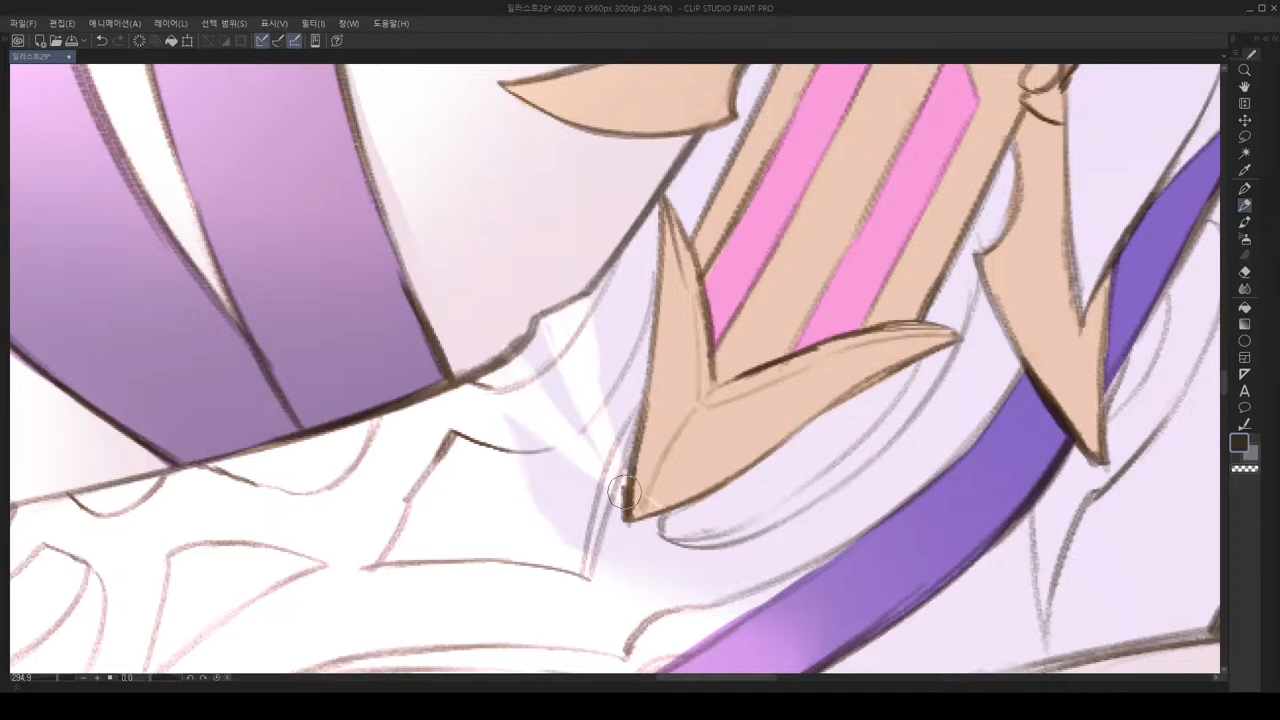 일러스트29* (4000 x 6560px 300dpi 294.9%) - CLIP STUDIO PAINT PRO
파일(F) 편집(E) 애니메이션(A) 레이어(L) 선택 범위(S) 표시(V) 필터(I) 창(W) 도움말(H)
일러스트29*
294.9 0.0